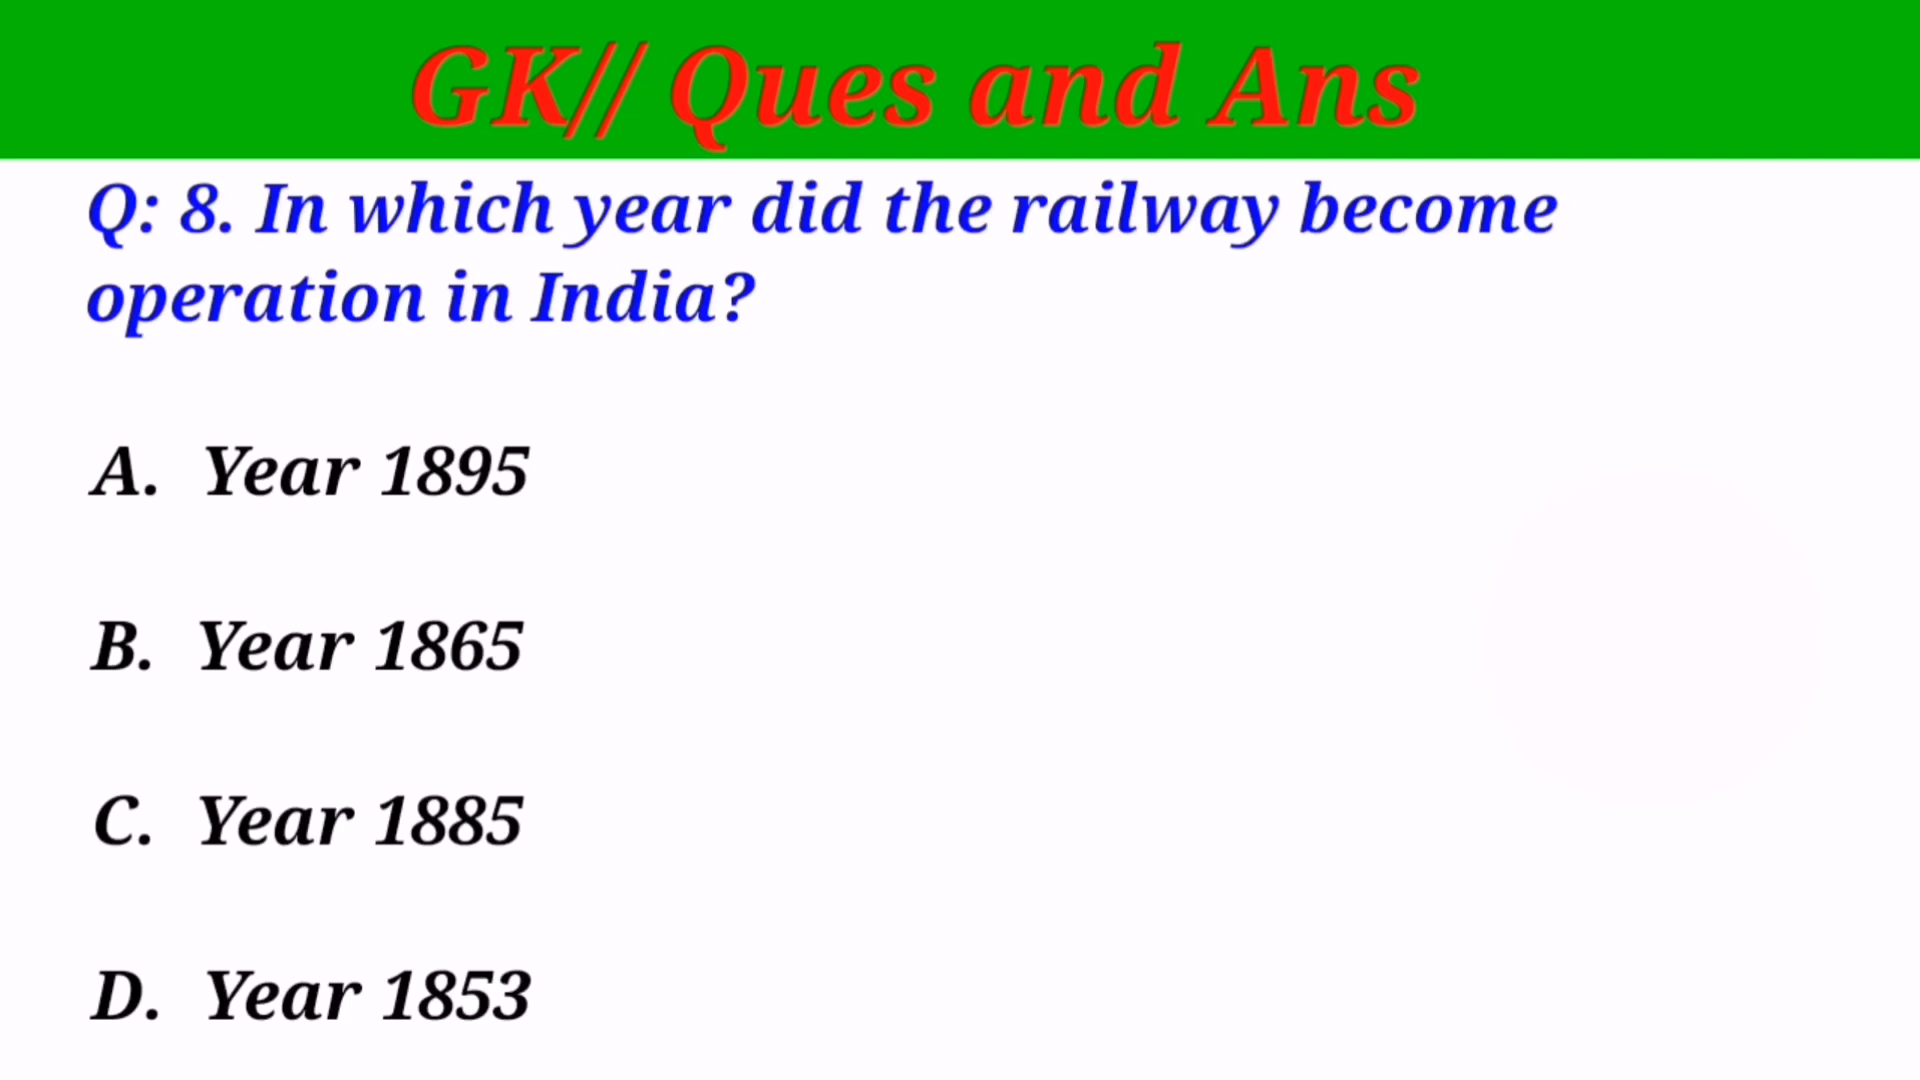 GK// Ques and Ans
Q: 8. In which year did the railway become
operation in India?
A. Year 1895
B. Year 1865
C. Year 1885
D. Year 1853